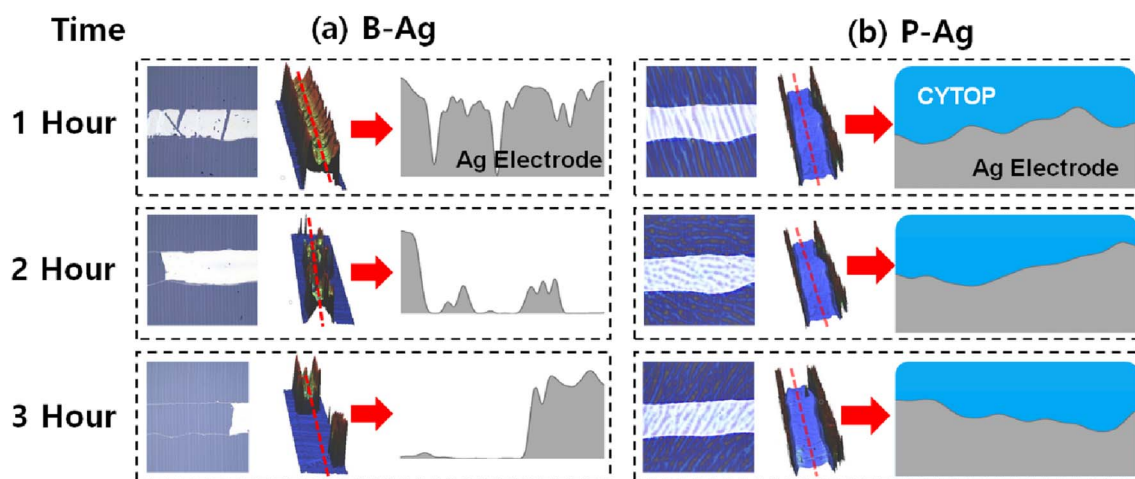 Time (a) B-Ag (b) P-Ag
1 Hour
Ag Electrode
CYTOP
Ag Electrode
2 Hour
3 Hour